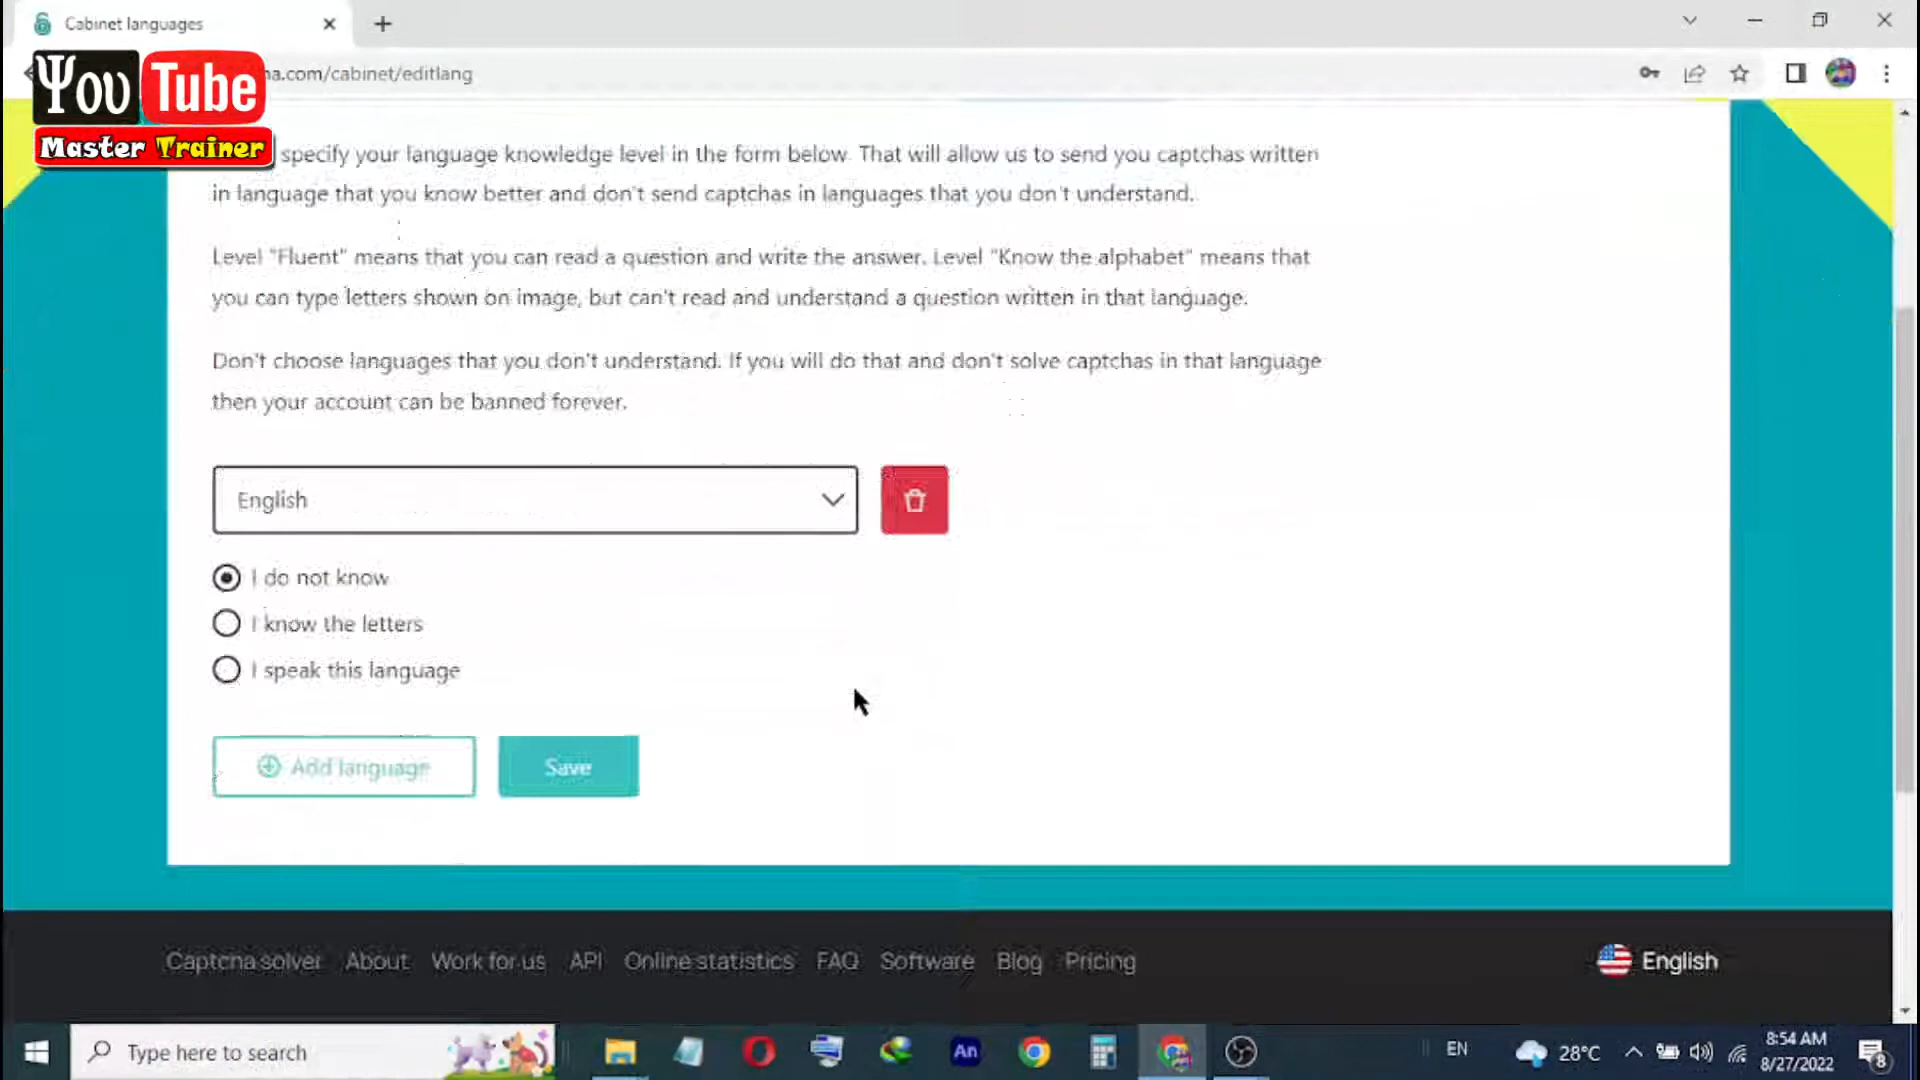 Cabinet languages
You Tube
Master Trainer
na.com/cabinet/editlang
specify your language knowledge level in the form below. That will allow us to send you captchas written
in language that you know better and don't send captchas in languages that you don't understand.
Level "Fluent" means that you can read a question and write the answer. Level "Know the alphabet" means that
you can type letters shown on image, but can't read and understand a question written in that language.
Don't choose languages that you don't understand. If you will do that and don't solve captchas in that language
then your account can be banned forever.
English
I do not know
I know the letters
I speak this language
Add language
Save
Captcha solver About Work for us API Online statistics FAQ Software Blog Pricing
English
Type here to search
An
EN
28°C
8:54 AM
8/27/2022
8